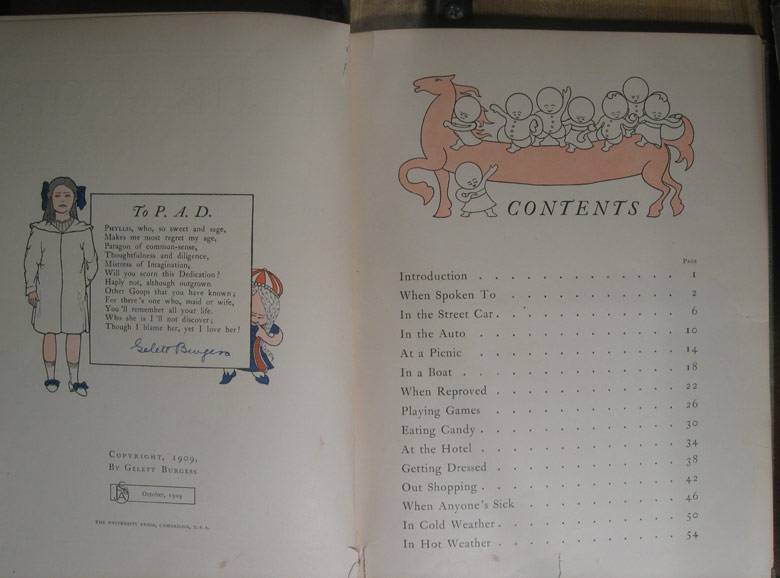 To P. A. D.
PHYLLIS, who, so sweet and sage,
Makes me most regret my age,
Paragon of common-sense,
Thoughtfulness and diligence,
Mistress of Imagination,
Will you scorn this Dedication?
Haply not, although outgrown
Other Goops that you have known;
For there's one who, maid or wife,
You'll remember all your life.
Who she is I'll not discover;
Though I blame her, yet I love her!
Gelett Burgess
COPYRIGHT, 1909,
BY GELETT BURGESS
October, 1909
THE UNIVERSITY PRESS, CAMBRIDGE, U.S.A.
CONTENTS
PAGE
Introduction . . . . . . . . . . . . 1
When Spoken To . . . . . . . . . . 2
In the Street Car . . . . . . . . . . . 6
In the Auto . . . . . . . . . . . . 10
At a Picnic . . . . . . . . . . . . 14
In a Boat . . . . . . . . . . . . . 18
When Reproved . . . . . . . . . . . 22
Playing Games . . . . . . . . . . . 26
Eating Candy . . . . . . . . . . . . 30
At the Hotel . . . . . . . . . . . . 34
Getting Dressed . . . . . . . . . . . 38
Out Shopping . . . . . . . . . . . . 42
When Anyone's Sick . . . . . . . . . 46
In Cold Weather . . . . . . . . . . . 50
In Hot Weather . . . . . . . . . . . 54